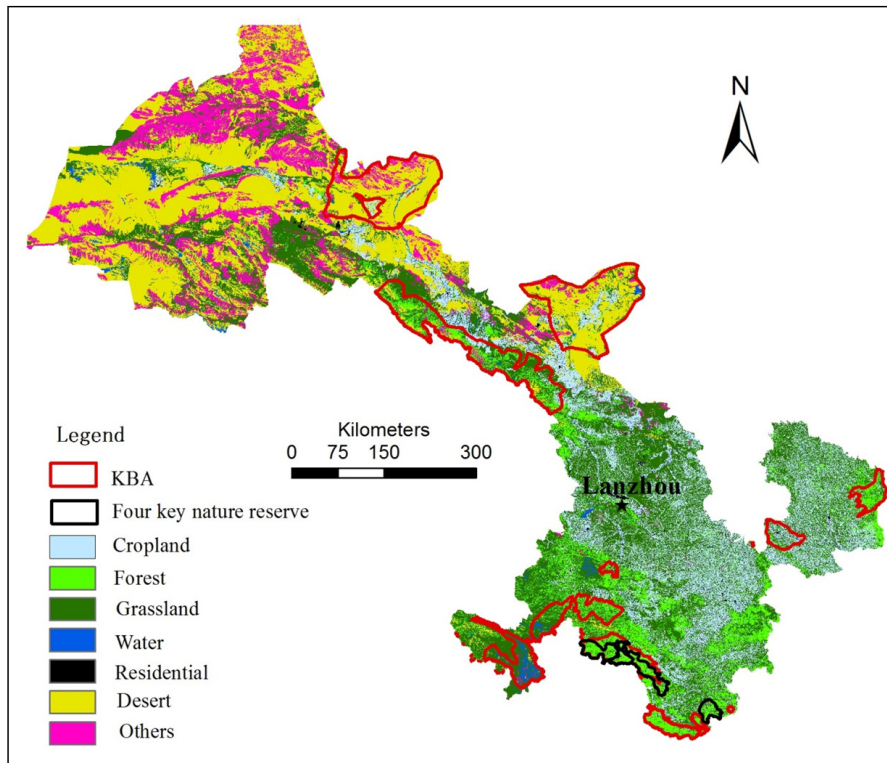 N
Kilometers
0 75 150 300
Lanzhou
Legend
KBA
Four key nature reserve
Cropland
Forest
Grassland
Water
Residential
Desert
Others